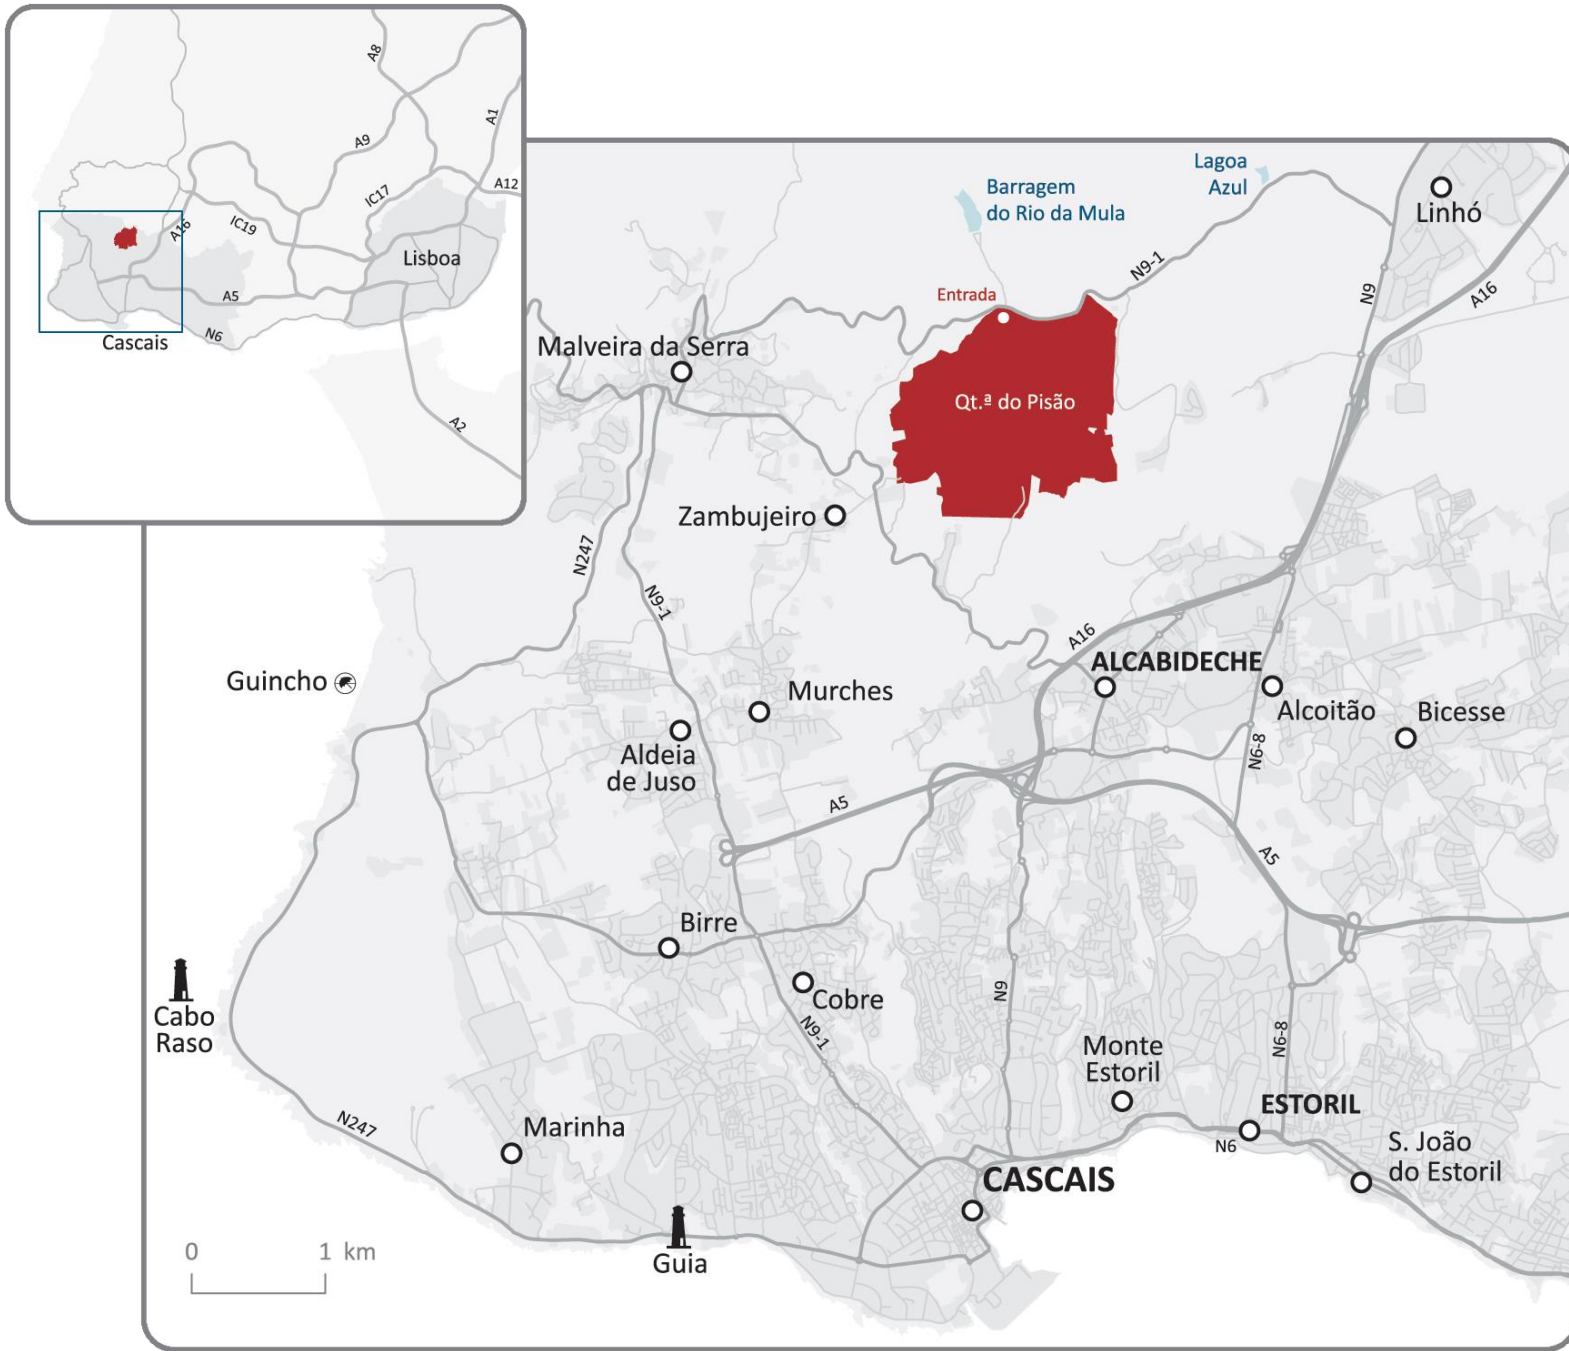 A8
A1
A9
IC17
A12
A16
IC19
Lisboa
A5
N6
Cascais
A2
Lagoa
Azul
Barragem
do Rio da Mula
Linhó
N9-1
N9
A16
Entrada
Malveira da Serra
Qt.ª do Pisão
Zambujeiro
N247
N9-1
A16
ALCABIDECHE
Guincho
Murches
Alcoitão
Bicesse
Aldeia
de Juso
N6-8
A5
A5
Birre
Cobre
N9
Cabo
Raso
N9-1
N6-8
Monte
Estoril
ESTORIL
N247
Marinha
N6
S. João
do Estoril
CASCAIS
0 1 km
Guia